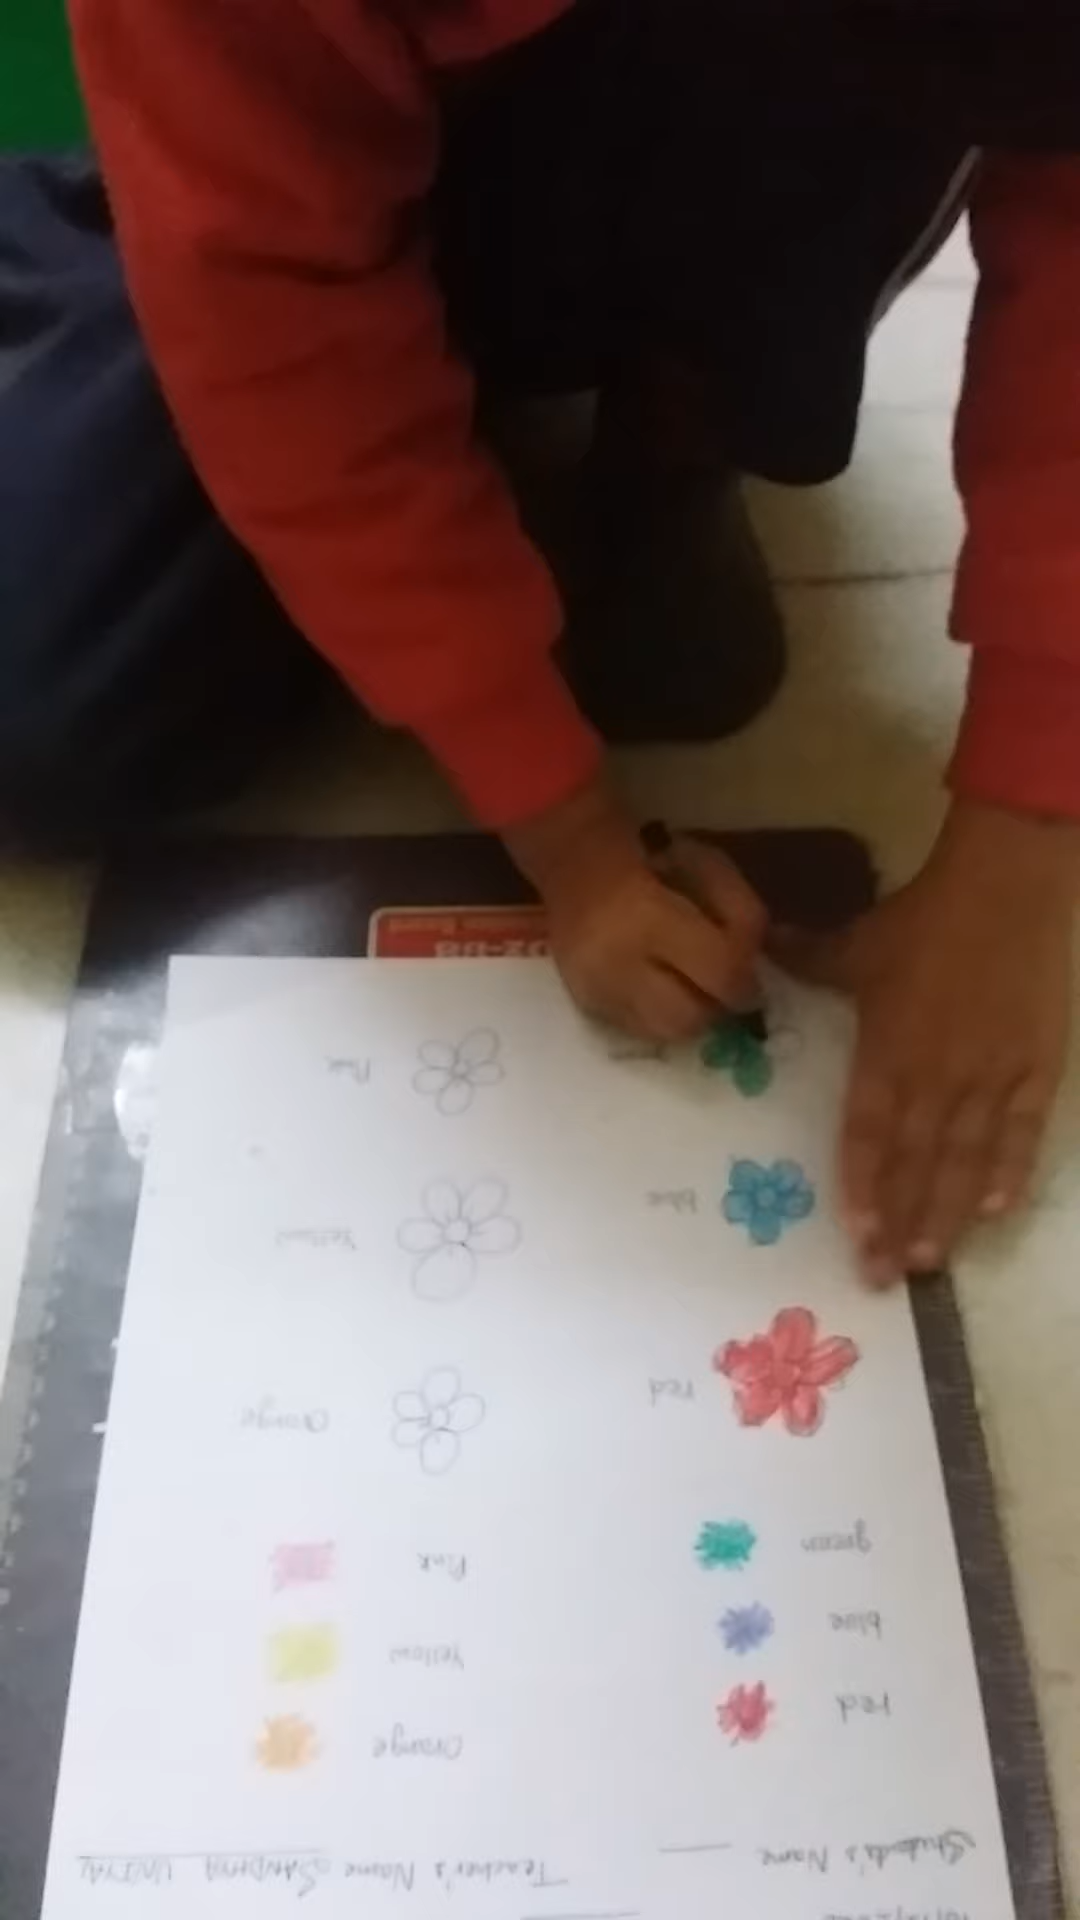 Student's Name Teacher's Name SANDHYA UNIYAL
red Orange
blue Yellow
green Pink
red Orange
blue Yellow
Pink